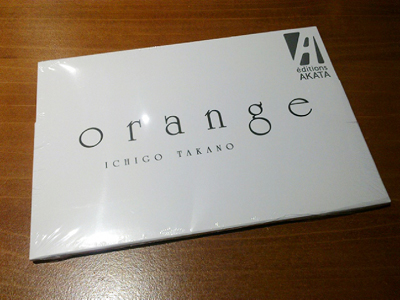 éditions
AKATA
orange
ICHIGO TAKANO